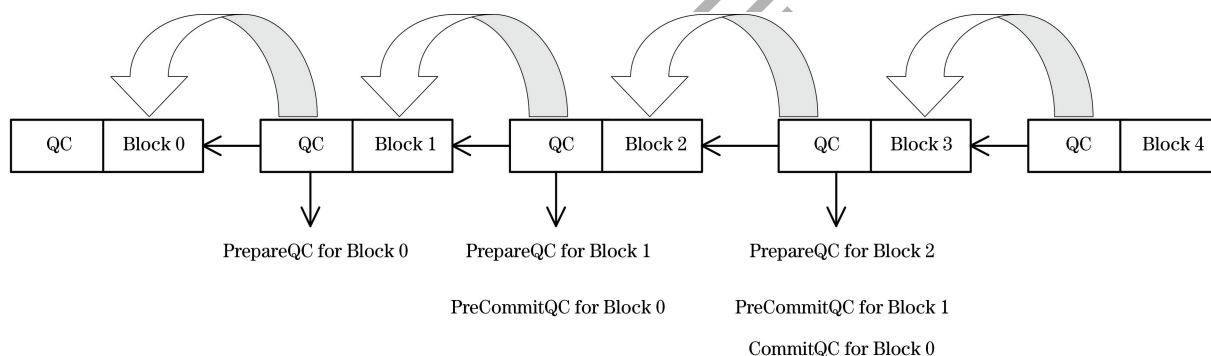 QC Block 0 QC Block 1 QC Block 2 QC Block 3 QC Block 4
PrepareQC for Block 0 PrepareQC for Block 1 PrepareQC for Block 2
PreCommitQC for Block 0 PreCommitQC for Block 1
CommitQC for Block 0